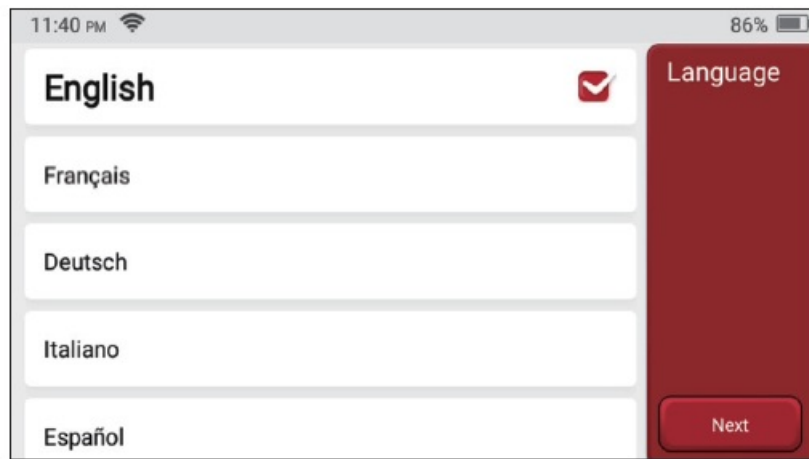 11:40 PM
86%
English
Language
Français
Deutsch
Italiano
Español
Next